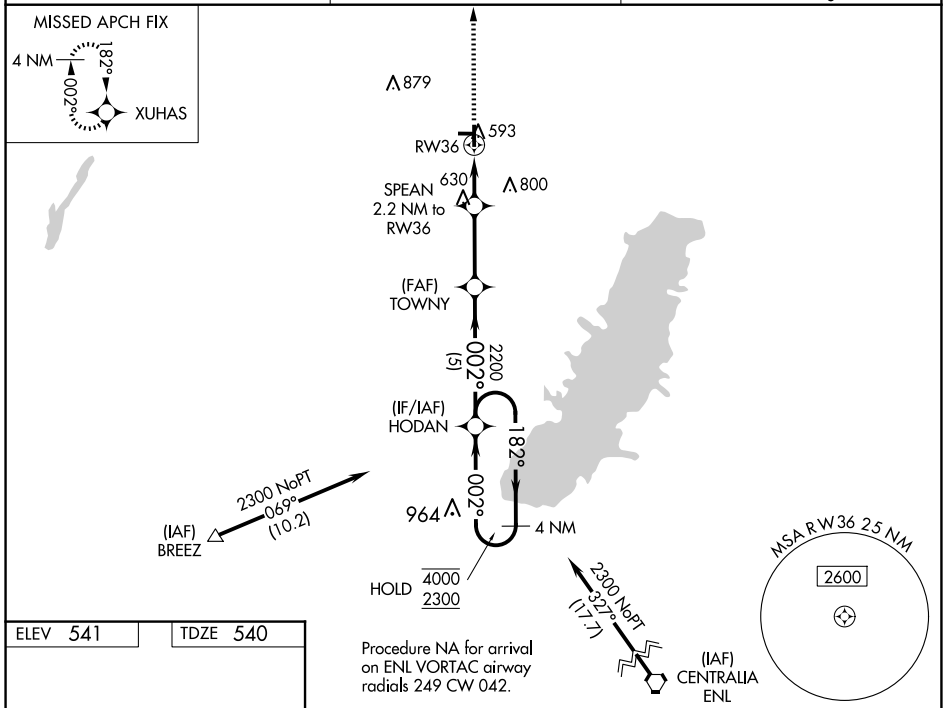 MISSED APCH FIX
4 NM
182°
002°
XUHAS
879
593
RW36
630
800
SPEAN
2.2 NM to
RW36
(FAF)
TOWNY
2200
002°
(5)
(IF/IAF)
HODAN
182°
002°
2300 NoPT
069°
(10.2)
(IAF)
BREEZ
964
4 NM
HOLD
4000
2300
2300 NoPT
327°
(17.7)
(IAF)
CENTRALIA
ENL
MSA RW36 25 NM
2600
ELEV 541
TDZE 540
Procedure NA for arrival
on ENL VORTAC airway
radials 249 CW 042.